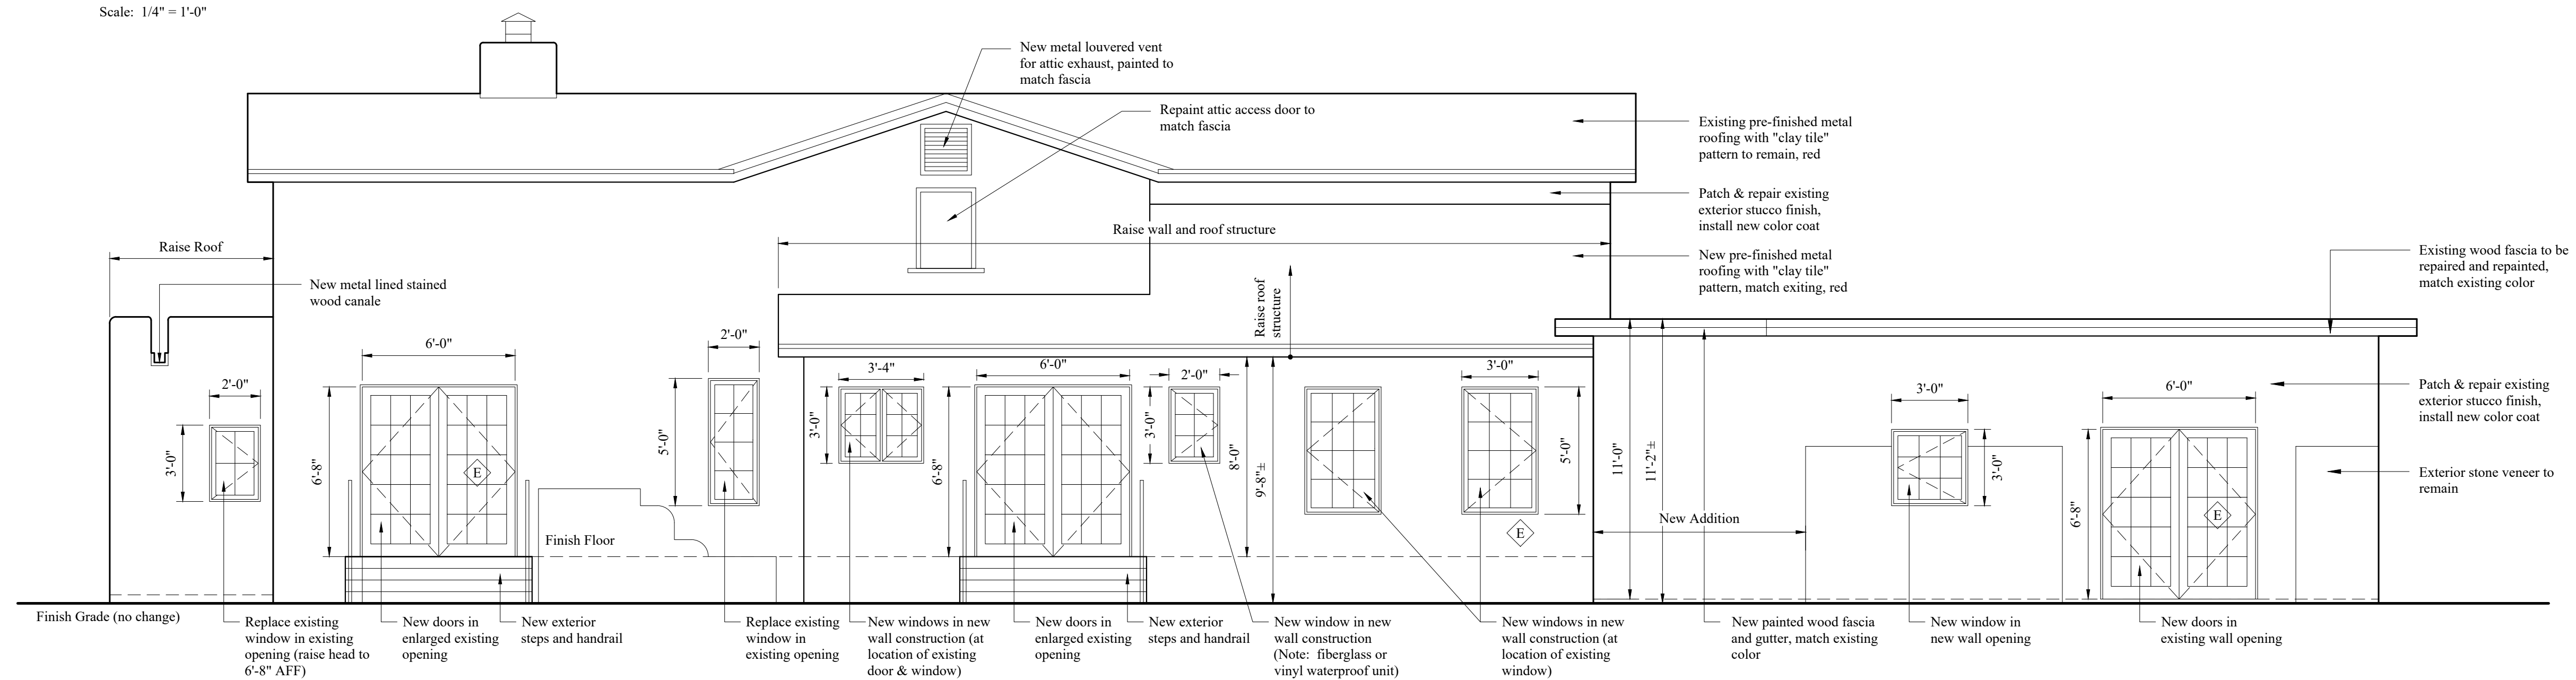 Scale:  1/4" = 1'-0"
New metal louvered vent
for attic exhaust, painted to
match fascia
Repaint attic access door to
match fascia
Existing pre-finished metal
roofing with "clay tile"
pattern to remain, red
Patch & repair existing
exterior stucco finish,
install new color coat
Raise wall and roof structure
New pre-finished metal
roofing with "clay tile"
pattern, match exiting, red
Existing wood fascia to be
repaired and repainted,
match existing color
Raise Roof
New metal lined stained
wood canale
Raise roof
structure
2'-0"
3'-0"
6'-0"
6'-8"
E
2'-0"
5'-0"
3'-4"
3'-0"
6'-0"
6'-8"
2'-0"
3'-0"
8'-0"
9'-8"±
3'-0"
5'-0"
E
11'-0"
11'-2"±
3'-0"
3'-0"
6'-0"
6'-8"
E
Patch & repair existing
exterior stucco finish,
install new color coat
Exterior stone veneer to
remain
New Addition
Finish Floor
Finish Grade (no change)
Replace existing
window in existing
opening (raise head to
6'-8" AFF)
New doors in
enlarged existing
opening
New exterior
steps and handrail
Replace existing
window in
existing opening
New windows in new
wall construction (at
location of existing
door & window)
New doors in
enlarged existing
opening
New exterior
steps and handrail
New window in new
wall construction
(Note:  fiberglass or
vinyl waterproof unit)
New windows in new
wall construction (at
location of existing
window)
New painted wood fascia
and gutter, match existing
color
New window in
new wall opening
New doors in
existing wall opening